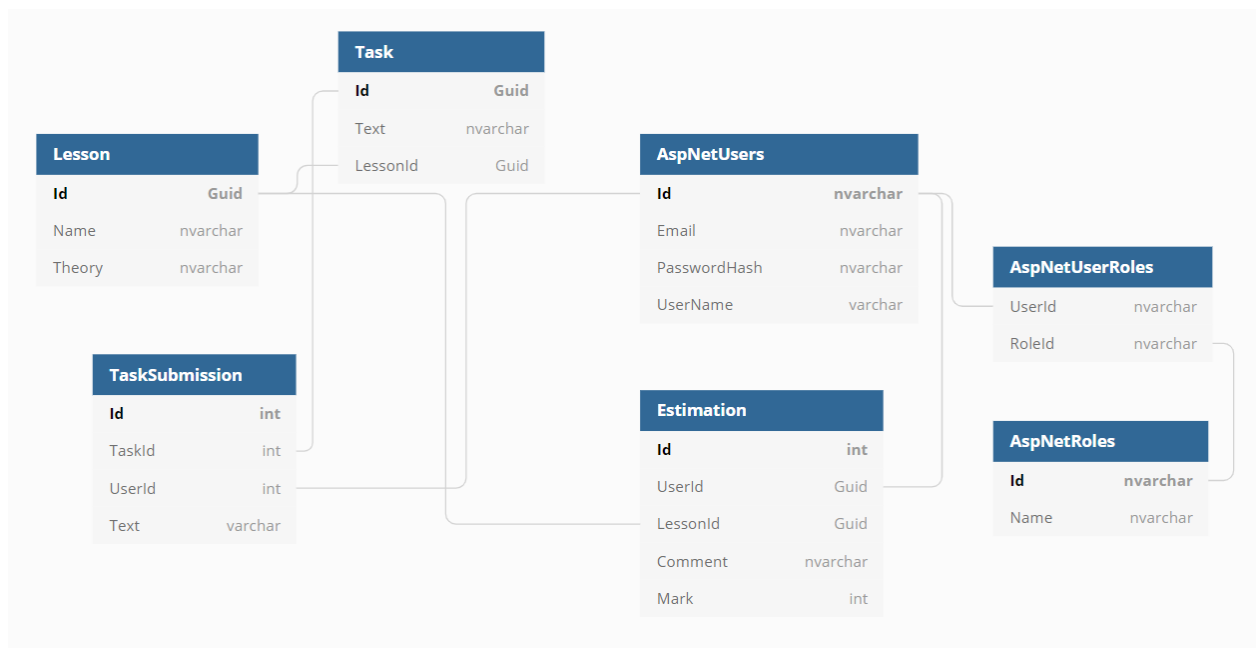 Task
Id Guid
Text nvarchar
LessonId Guid
Lesson
Id Guid
Name nvarchar
Theory nvarchar
AspNetUsers
Id nvarchar
Email nvarchar
PasswordHash nvarchar
UserName varchar
AspNetUserRoles
UserId nvarchar
RoleId nvarchar
TaskSubmission
Id int
TaskId int
UserId int
Text varchar
Estimation
Id int
UserId Guid
LessonId Guid
Comment nvarchar
Mark int
AspNetRoles
Id nvarchar
Name nvarchar